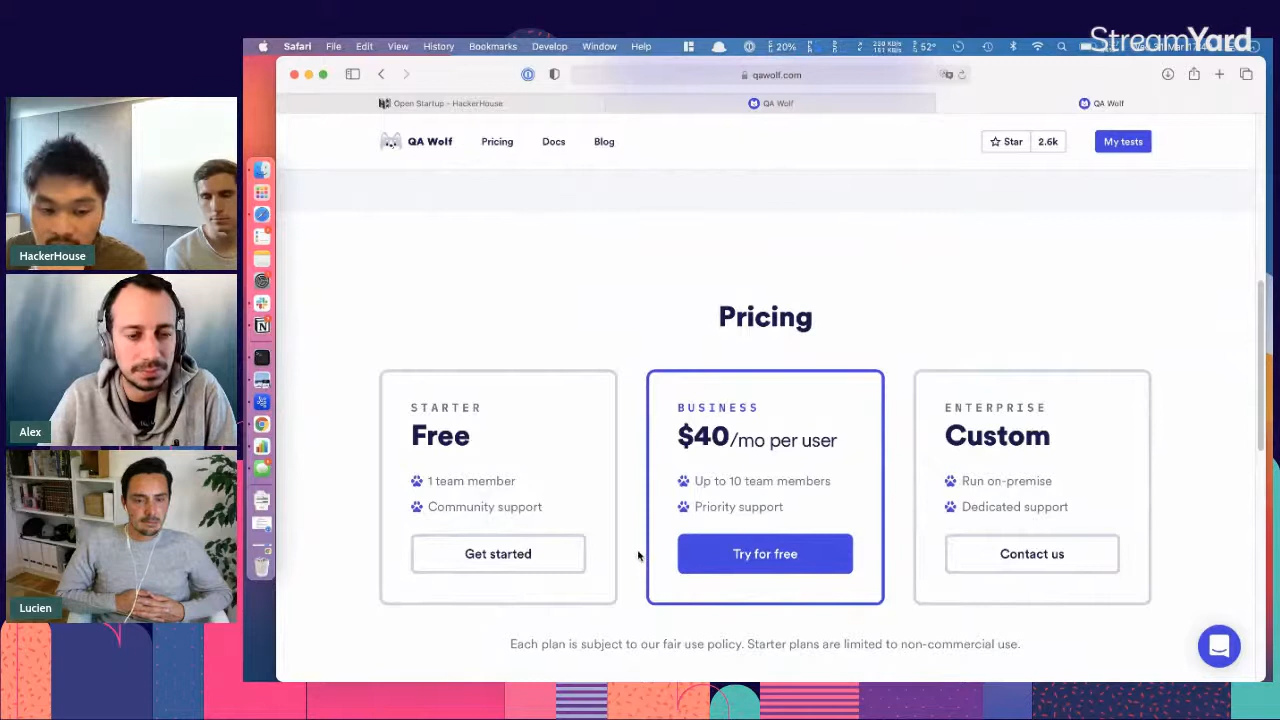 StreamYard
Safari File Edit View History Bookmarks Develop Window Help
20%
52°
qawolf.com
Open Startup – HackerHouse
QA Wolf
QA Wolf
QA Wolf Pricing Docs Blog
Star 2.6k My tests
Pricing
STARTER
Free
1 team member
Community support
Get started
BUSINESS
$40/mo per user
Up to 10 team members
Priority support
Try for free
ENTERPRISE
Custom
Run on-premise
Dedicated support
Contact us
Each plan is subject to our fair use policy. Starter plans are limited to non-commercial use.
HackerHouse
Alex
Lucien